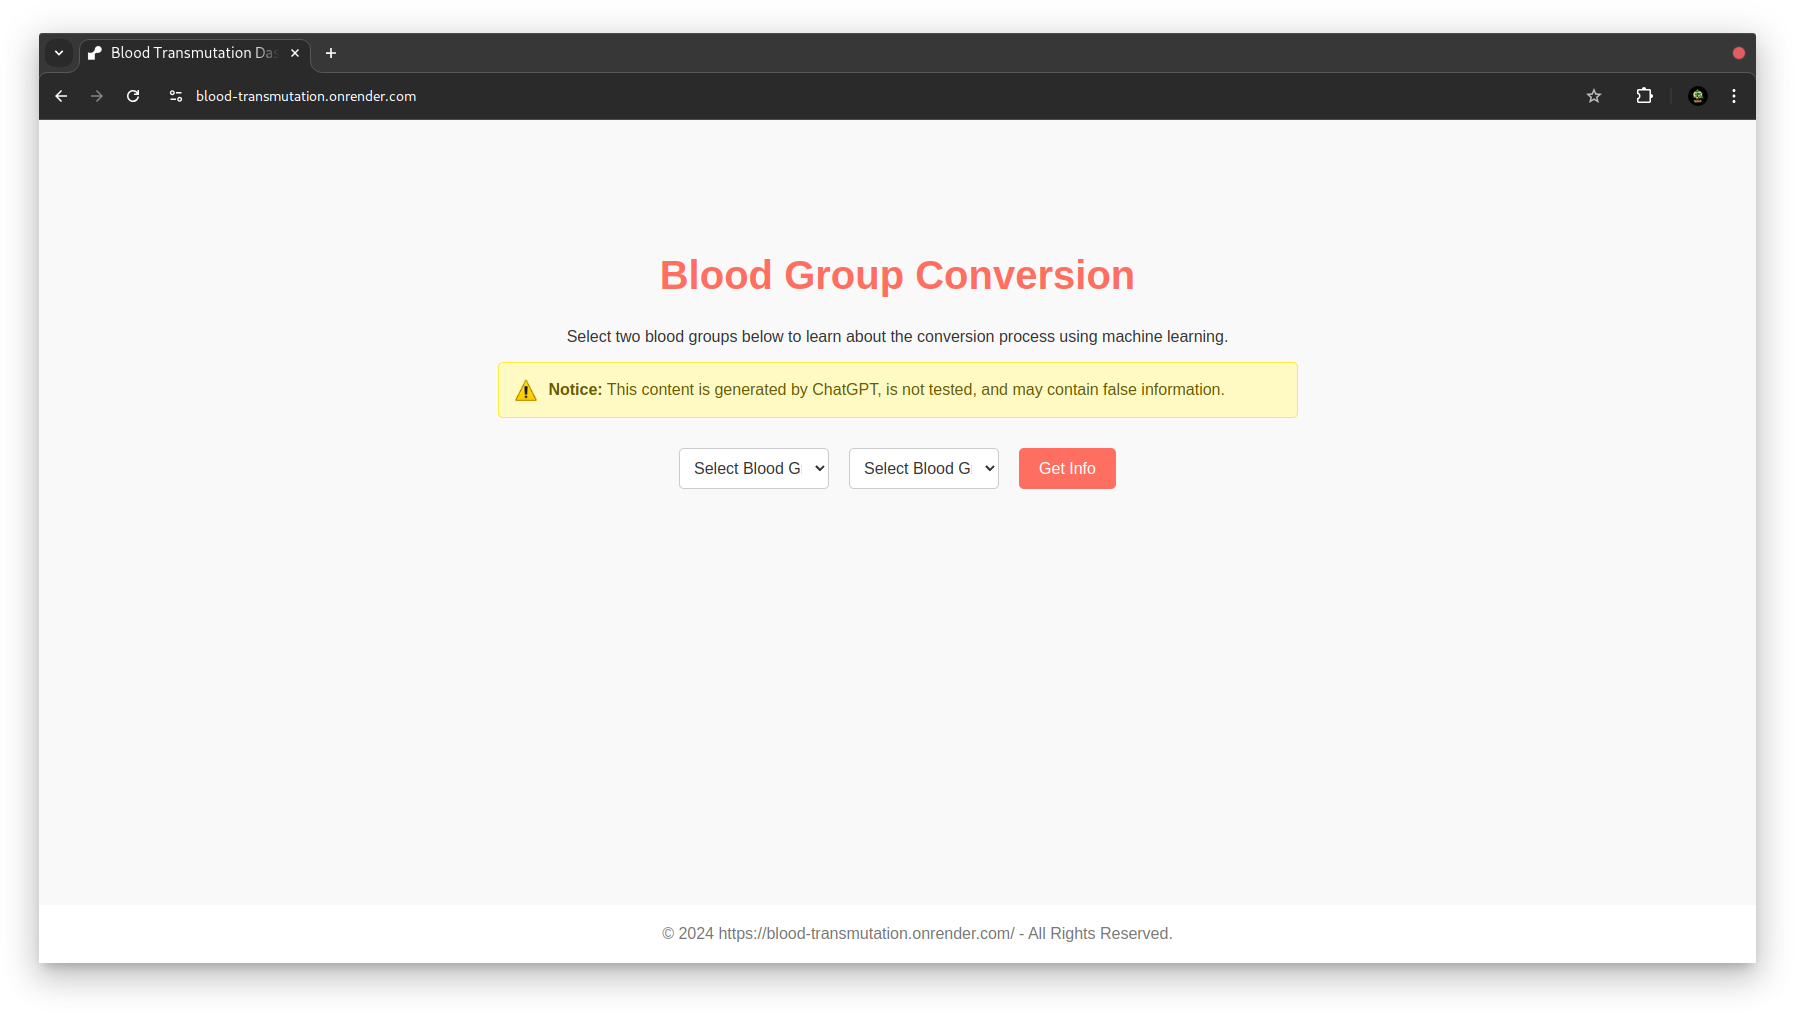 Blood Transmutation Da
blood-transmutation.onrender.com
Blood Group Conversion
Select two blood groups below to learn about the conversion process using machine learning.
Notice: This content is generated by ChatGPT, is not tested, and may contain false information.
Select Blood G Select Blood G Get Info
© 2024 https://blood-transmutation.onrender.com/ - All Rights Reserved.